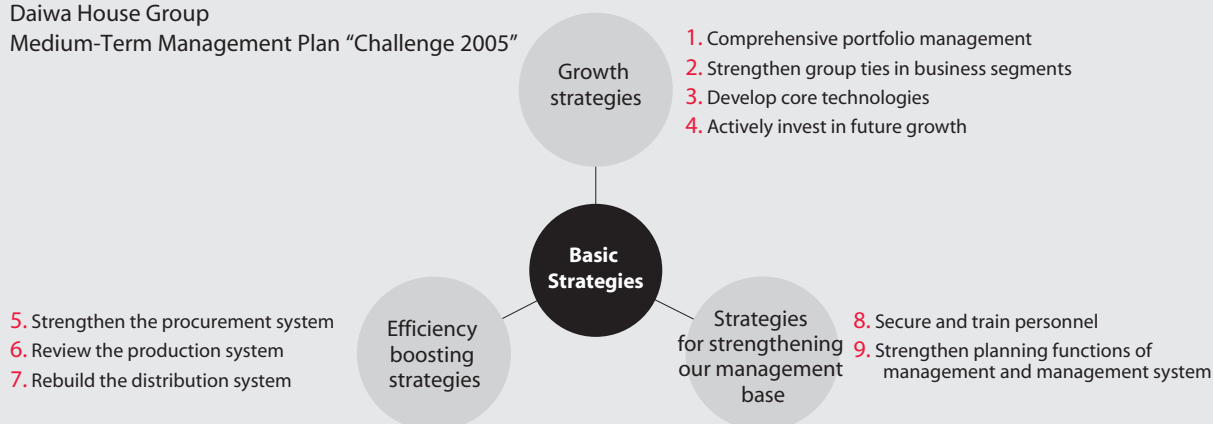 Daiwa House Group
Medium-Term Management Plan “Challenge 2005”
Growth
strategies
1. Comprehensive portfolio management
2. Strengthen group ties in business segments
3. Develop core technologies
4. Actively invest in future growth
Basic
Strategies
5. Strengthen the procurement system
6. Review the production system
7. Rebuild the distribution system
Efficiency
boosting
strategies
Strategies
for strengthening
our management
base
8. Secure and train personnel
9. Strengthen planning functions of
management and management system